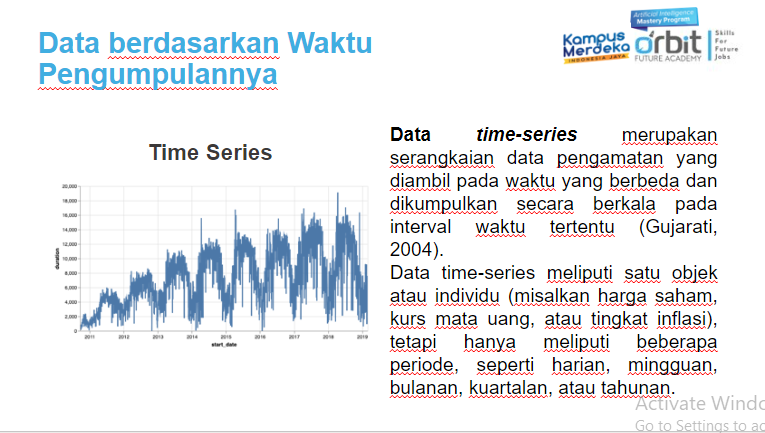 Data berdasarkan Waktu
Pengumpulannya
Artificial Intelligence
Mastery Program
Kampus
Merdeka
INDONESIA JAYA
orbit
FUTURE ACADEMY
Skills
For
Future
Jobs
Time Series
20,000
18,000
16,000
14,000
12,000
10,000
8,000
6,000
4,000
2,000
0
duration
2011 2012 2013 2014 2015 2016 2017 2018 2019
start_date
Data time-series merupakan
serangkaian data pengamatan yang
diambil pada waktu yang berbeda dan
dikumpulkan secara berkala pada
interval waktu tertentu (Gujarati,
2004).
Data time-series meliputi satu objek
atau individu (misalkan harga saham,
kurs mata uang, atau tingkat inflasi),
tetapi hanya meliputi beberapa
periode, seperti harian, mingguan,
bulanan, kuartalan, atau tahunan.
Activate Windo
Go to Settings to ac